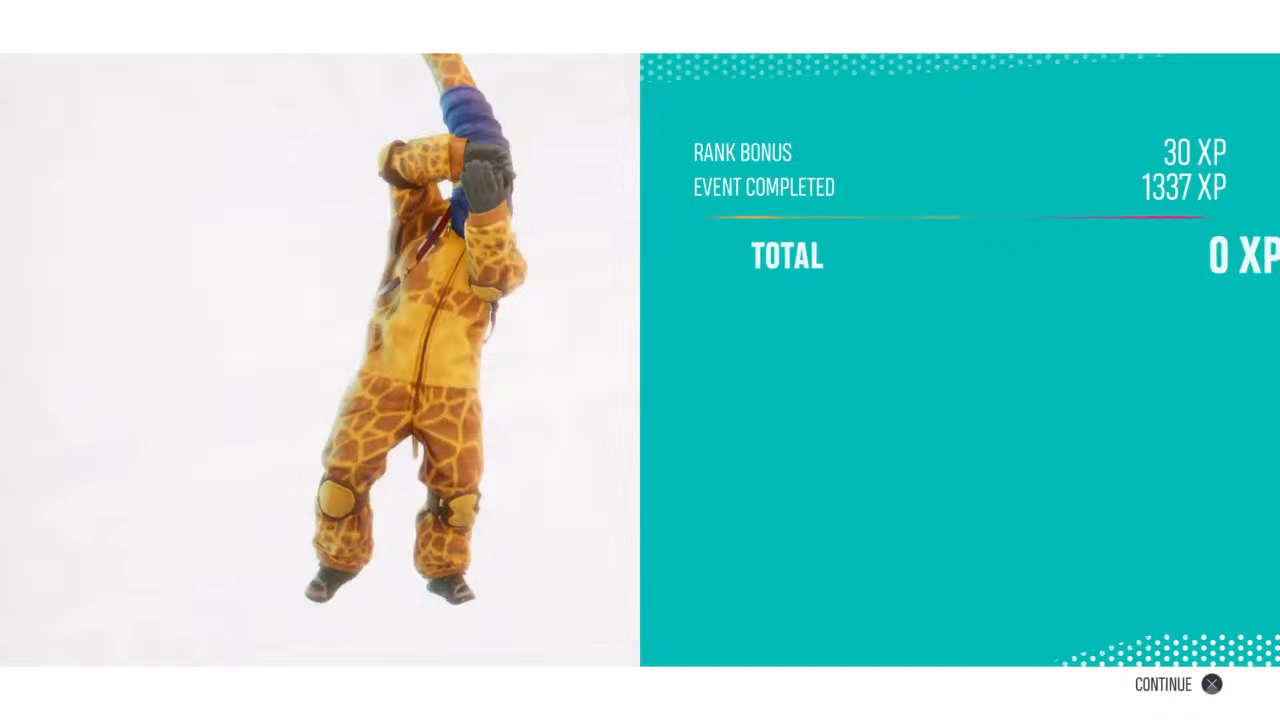 RANK BONUS 30 XP
EVENT COMPLETED 1337 XP
TOTAL 0 XP
CONTINUE